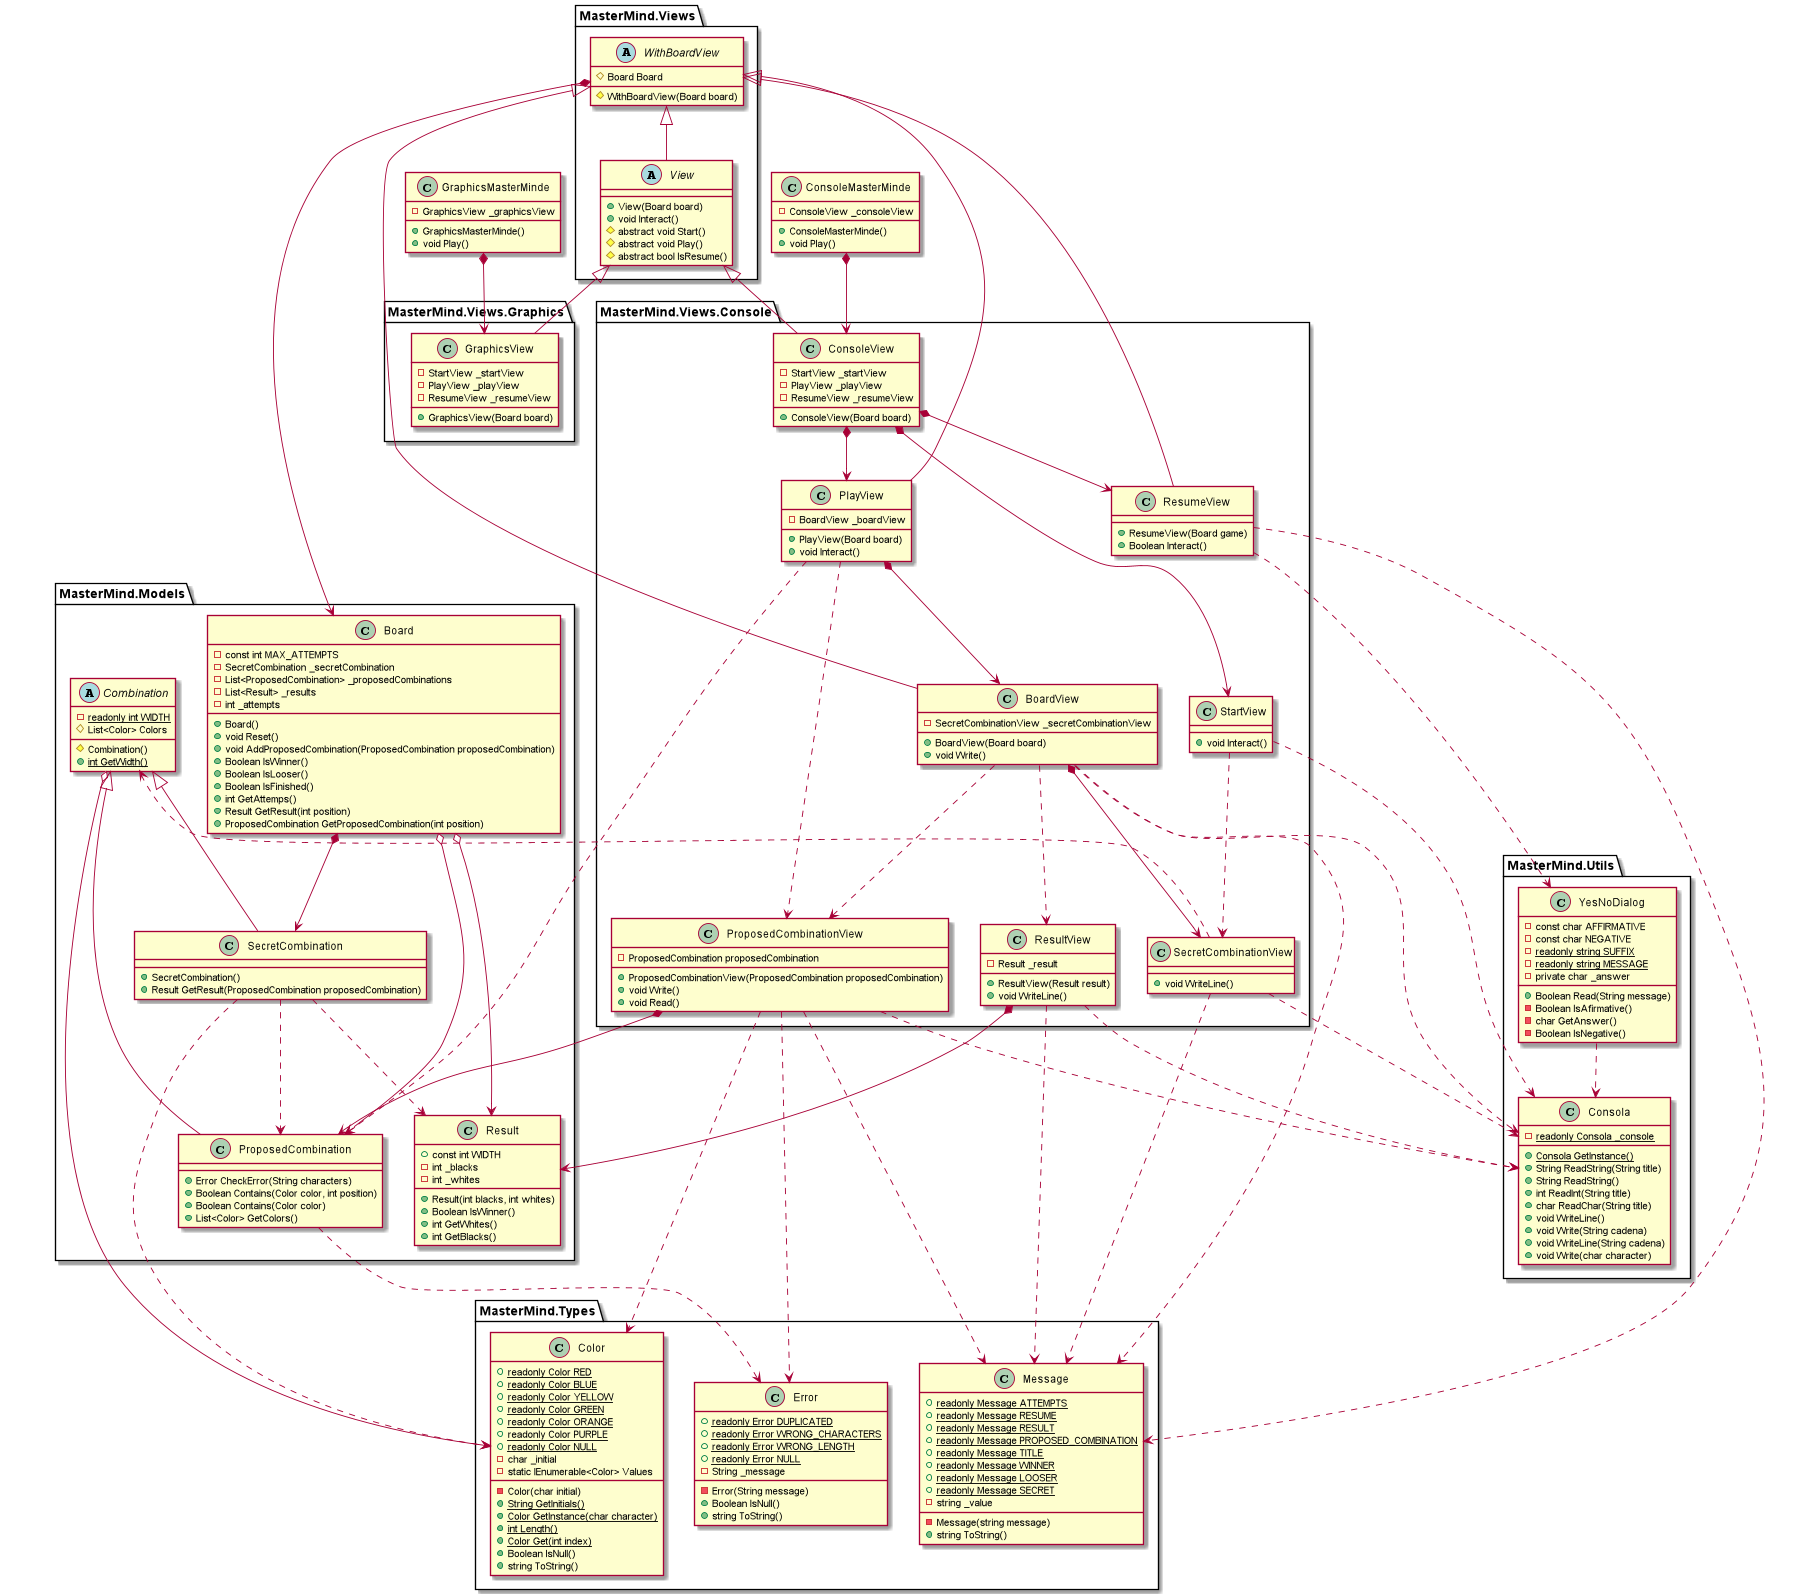 MasterMind.Views
A WithBoardView
Board Board
WithBoardView(Board board)
A View
View(Board board)
void Interact()
abstract void Start()
abstract void Play()
abstract bool IsResume()
C GraphicsMasterMinde
GraphicsView _graphicsView
GraphicsMasterMinde()
void Play()
C ConsoleMasterMinde
ConsoleView _consoleView
ConsoleMasterMinde()
void Play()
MasterMind.Views.Graphics
C GraphicsView
StartView _startView
PlayView _playView
ResumeView _resumeView
GraphicsView(Board board)
MasterMind.Views.Console
C ConsoleView
StartView _startView
PlayView _playView
ResumeView _resumeView
ConsoleView(Board board)
C PlayView
BoardView _boardView
PlayView(Board board)
void Interact()
C ResumeView
ResumeView(Board game)
Boolean Interact()
C BoardView
SecretCombinationView _secretCombinationView
BoardView(Board board)
void Write()
C StartView
void Interact()
C ProposedCombinationView
ProposedCombination proposedCombination
ProposedCombinationView(ProposedCombination proposedCombination)
void Write()
void Read()
C ResultView
Result _result
ResultView(Result result)
void WriteLine()
C SecretCombinationView
void WriteLine()
MasterMind.Models
C Board
const int MAX_ATTEMPTS
SecretCombination _secretCombination
List<ProposedCombination> _proposedCombinations
List<Result> _results
int _attempts
Board()
void Reset()
void AddProposedCombination(ProposedCombination proposedCombination)
Boolean IsWinner()
Boolean IsLooser()
Boolean IsFinished()
int GetAttemps()
Result GetResult(int position)
ProposedCombination GetProposedCombination(int position)
A Combination
readonly int WIDTH
List<Color> Colors
Combination()
int GetWidth()
C SecretCombination
SecretCombination()
Result GetResult(ProposedCombination proposedCombination)
C ProposedCombination
Error CheckError(String characters)
Boolean Contains(Color color, int position)
Boolean Contains(Color color)
List<Color> GetColors()
C Result
const int WIDTH
int _blacks
int _whites
Result(int blacks, int whites)
Boolean IsWinner()
int GetWhites()
int GetBlacks()
MasterMind.Utils
C YesNoDialog
const char AFFIRMATIVE
const char NEGATIVE
readonly string SUFFIX
readonly string MESSAGE
private char _answer
Boolean Read(String message)
Boolean IsAfirmative()
char GetAnswer()
Boolean IsNegative()
C Consola
readonly Consola _console
Consola GetInstance()
String ReadString(String title)
String ReadString()
int ReadInt(String title)
char ReadChar(String title)
void WriteLine()
void Write(String cadena)
void WriteLine(String cadena)
void Write(char character)
MasterMind.Types
C Color
readonly Color RED
readonly Color BLUE
readonly Color YELLOW
readonly Color GREEN
readonly Color ORANGE
readonly Color PURPLE
readonly Color NULL
char _initial
static IEnumerable<Color> Values
Color(char initial)
String GetInitials()
Color GetInstance(char character)
int Length()
Color Get(int index)
Boolean IsNull()
string ToString()
C Error
readonly Error DUPLICATED
readonly Error WRONG_CHARACTERS
readonly Error WRONG_LENGTH
readonly Error NULL
String _message
Error(String message)
Boolean IsNull()
string ToString()
C Message
readonly Message ATTEMPTS
readonly Message RESUME
readonly Message RESULT
readonly Message PROPOSED_COMBINATION
readonly Message TITLE
readonly Message WINNER
readonly Message LOOSER
readonly Message SECRET
string _value
Message(string message)
string ToString()